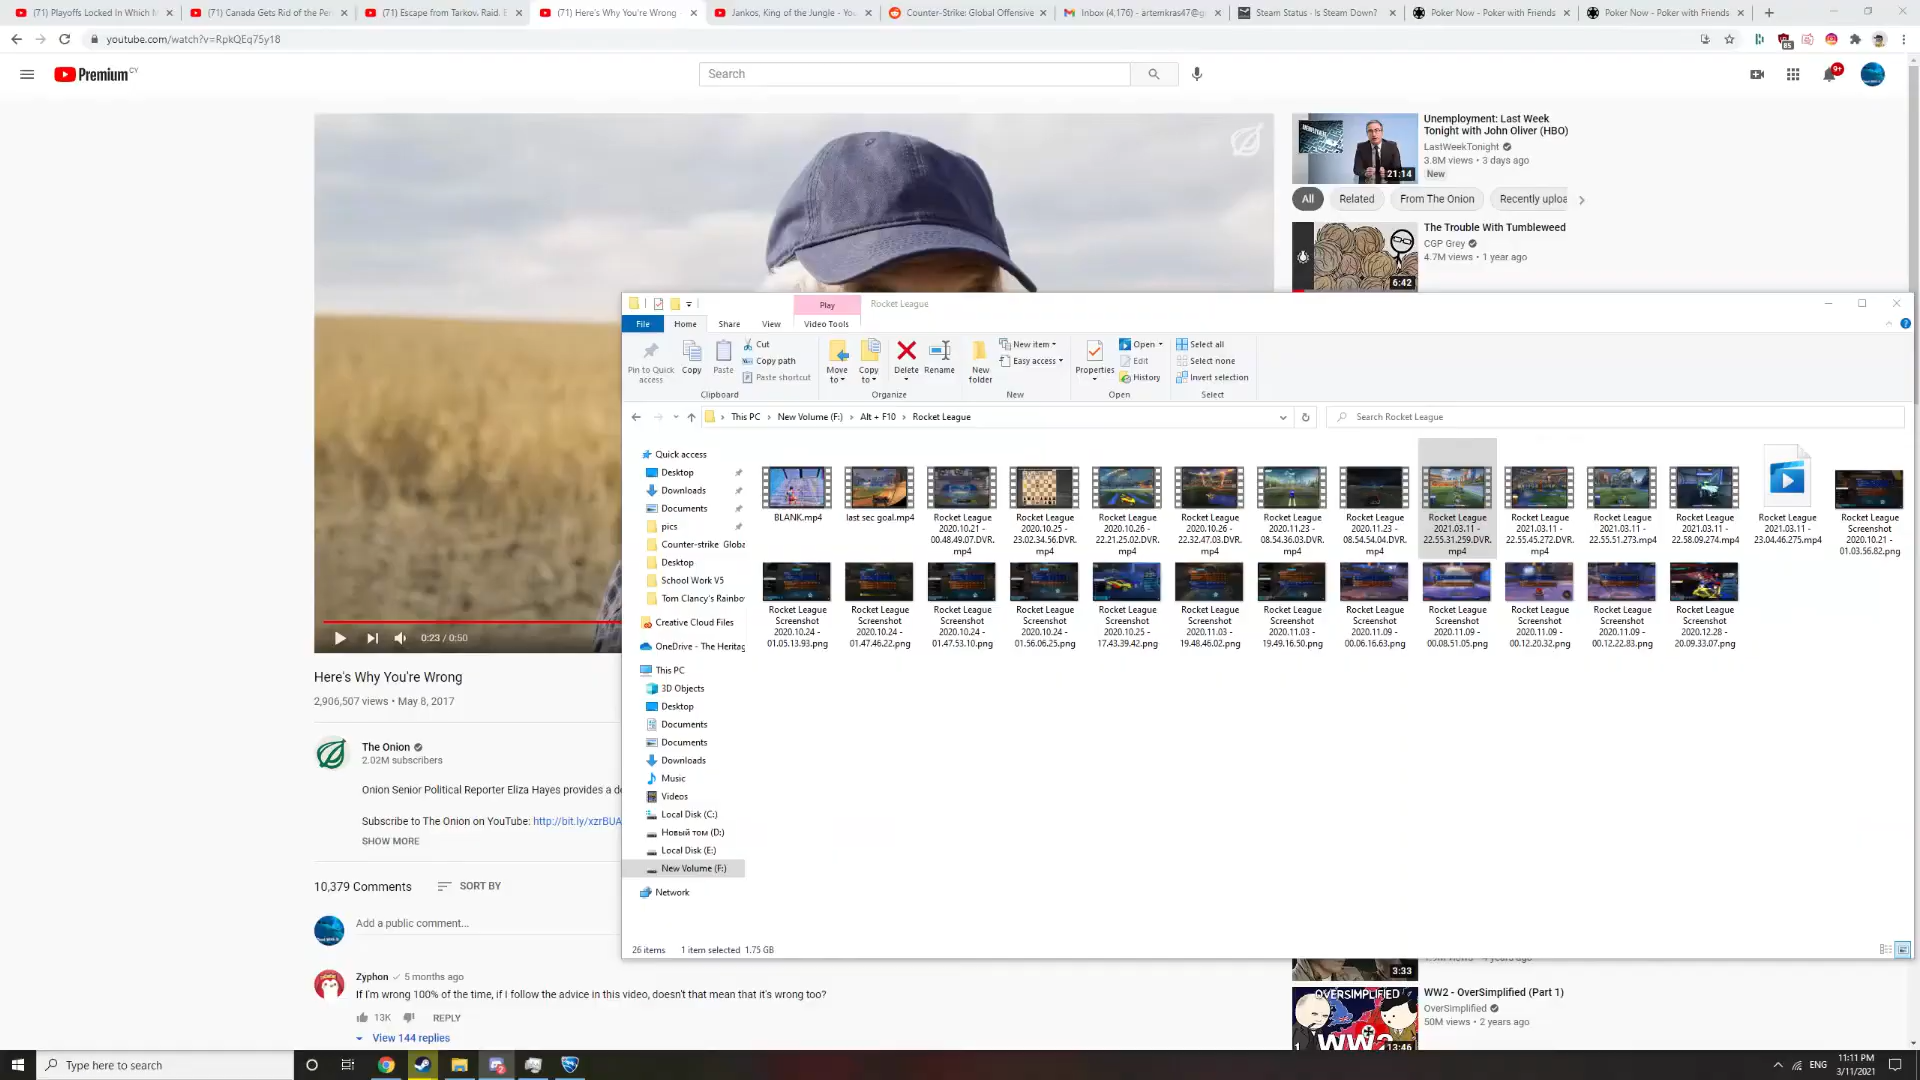 (71) Playoffs Locked In Which M
(71) Canada Gets Rid of the Pen
(71) Escape from Tarkov. Raid. E
(71) Here's Why You're Wrong -
Jankos, King of the Jungle - You
Counter-Strike: Global Offensive
Inbox (4,176) - artemkras47@g
Steam Status · Is Steam Down?
Poker Now - Poker with Friends
Poker Now - Poker with Friends
youtube.com/watch?v=RpkQEq75y18
85
Premium CY
Search
9+
Unemployment: Last Week
Tonight with John Oliver (HBO)
LastWeekTonight
3.8M views • 3 days ago
New
21:14
All Related From The Onion Recently uploa
The Trouble With Tumbleweed
CGP Grey
4.7M views • 1 year ago
6:42
Play Rocket League
File Home Share View Video Tools
Pin to Quick
access
Copy
Paste
Cut
Copy path
Paste shortcut
Clipboard
Move
to
Copy
to
Delete
Rename
Organize
New
folder
New item
Easy access
New
Properties
Open
Edit
History
Open
Select all
Select none
Invert selection
Select
This PC › New Volume (F:) › Alt + F10 › Rocket League
Search Rocket League
Quick access
Desktop
Downloads
Documents
pics
Counter-strike Globa
Desktop
School Work V5
Tom Clancy's Rainbo
Creative Cloud Files
OneDrive - The Heritag
This PC
3D Objects
Desktop
Documents
Documents
Downloads
Music
Videos
Local Disk (C:)
Новый том (D:)
Local Disk (E:)
New Volume (F:)
Network
BLANK.mp4
last sec goal.mp4
Rocket League
2020.10.21 -
00.48.49.07.DVR.
mp4
Rocket League
2020.10.25 -
23.02.34.56.DVR.
mp4
Rocket League
2020.10.26 -
22.21.25.02.DVR.
mp4
Rocket League
2020.10.26 -
22.32.47.03.DVR.
mp4
Rocket League
2020.11.23 -
08.54.36.03.DVR.
mp4
Rocket League
2020.11.23 -
08.54.54.04.DVR.
mp4
Rocket League
2021.03.11 -
22.55.31.259.DVR.
mp4
Rocket League
2021.03.11 -
22.55.45.272.DVR.
mp4
Rocket League
2021.03.11 -
22.55.51.273.mp4
Rocket League
2021.03.11 -
22.58.09.274.mp4
Rocket League
2021.03.11 -
23.04.46.275.mp4
Rocket League
Screenshot
2020.10.21 -
01.03.56.82.png
Rocket League
Screenshot
2020.10.24 -
01.05.13.93.png
Rocket League
Screenshot
2020.10.24 -
01.47.46.22.png
Rocket League
Screenshot
2020.10.24 -
01.47.53.10.png
Rocket League
Screenshot
2020.10.24 -
01.56.06.25.png
Rocket League
Screenshot
2020.10.25 -
17.43.39.42.png
Rocket League
Screenshot
2020.11.03 -
19.48.46.02.png
Rocket League
Screenshot
2020.11.03 -
19.49.16.50.png
Rocket League
Screenshot
2020.11.09 -
00.06.16.63.png
Rocket League
Screenshot
2020.11.09 -
00.08.51.05.png
Rocket League
Screenshot
2020.11.09 -
00.12.20.32.png
Rocket League
Screenshot
2020.11.09 -
00.12.22.83.png
Rocket League
Screenshot
2020.12.28 -
20.09.33.07.png
26 items 1 item selected 1.75 GB
0:23 / 0:50
Here's Why You're Wrong
2,906,507 views • May 8, 2017
The Onion
2.02M subscribers
Onion Senior Political Reporter Eliza Hayes provides a de
Subscribe to The Onion on YouTube: http://bit.ly/xzrBUA
SHOW MORE
10,379 Comments SORT BY
Add a public comment...
Zyphon 5 months ago
If I'm wrong 100% of the time, if I follow the advice in this video, doesn't that mean that it's wrong too?
13K REPLY
View 144 replies
3:33
OVERSIMPLIFIED
WW2
13:46
WW2 - OverSimplified (Part 1)
OverSimplified
50M views • 2 years ago
Type here to search
ENG
11:11 PM
3/11/2021